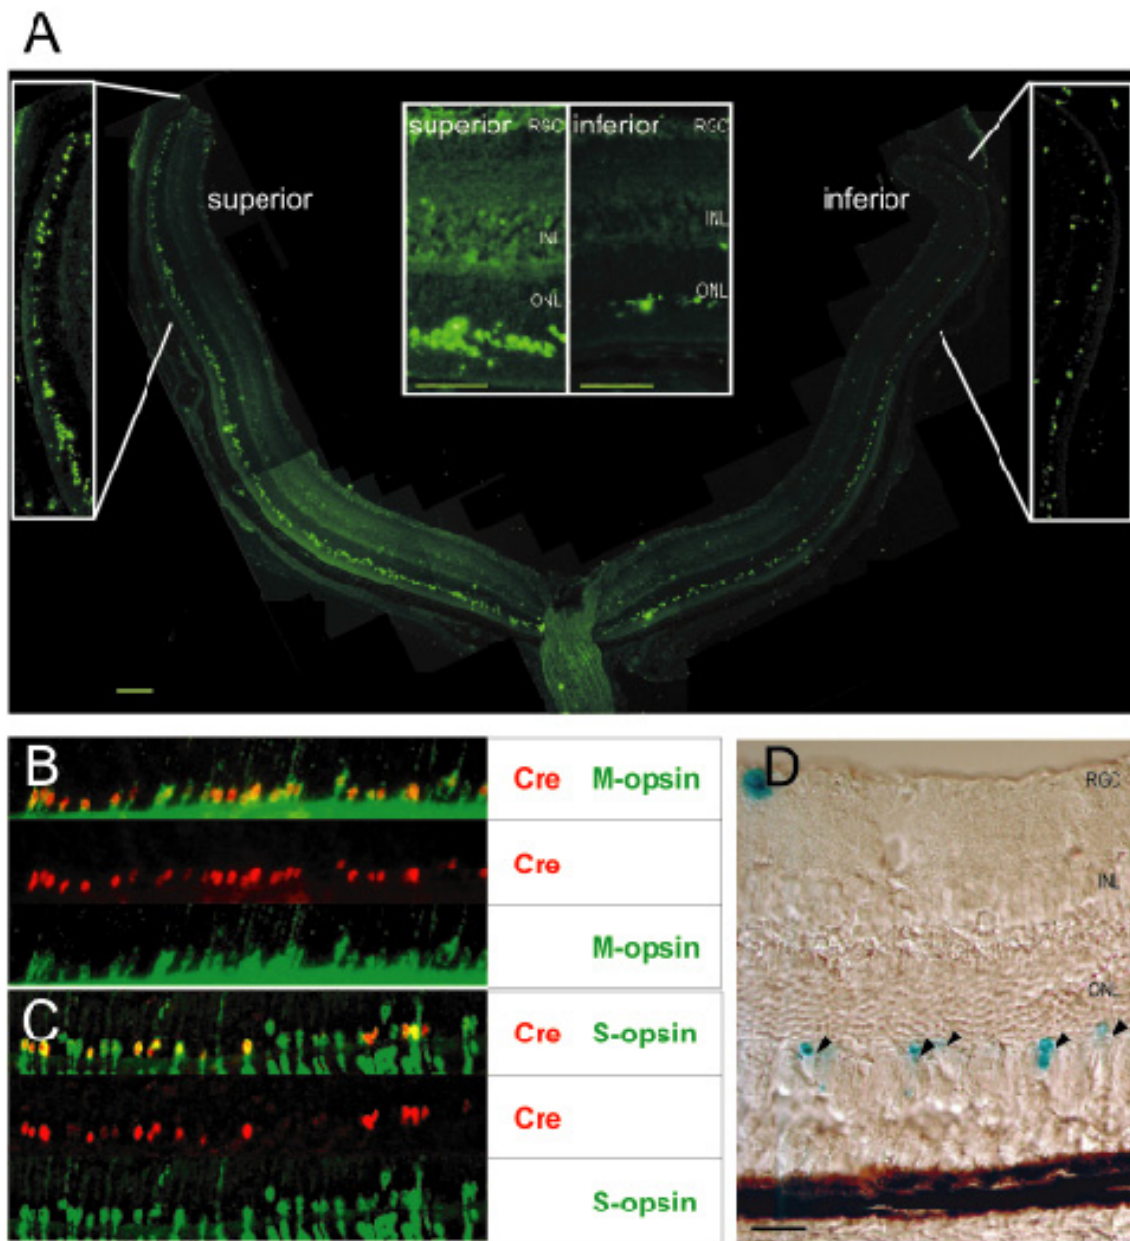 A
superior RGC inferior RGC
superior inferior
INL INL
ONL ONL
B
Cre M-opsin
Cre
M-opsin
C
Cre S-opsin
Cre
S-opsin
D
RGC
INL
ONL